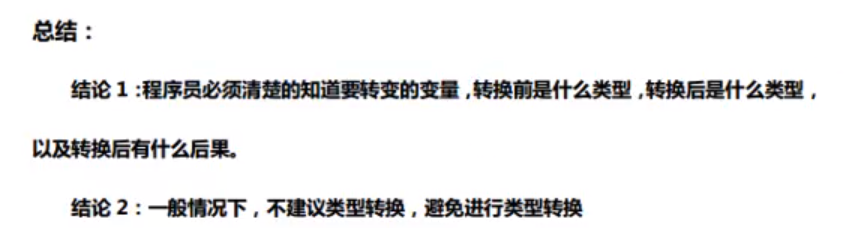 总结：
结论 1：程序员必须清楚的知道要转变的变量，转换前是什么类型，转换后是什么类型，
以及转换后有什么后果。
结论 2：一般情况下，不建议类型转换，避免进行类型转换